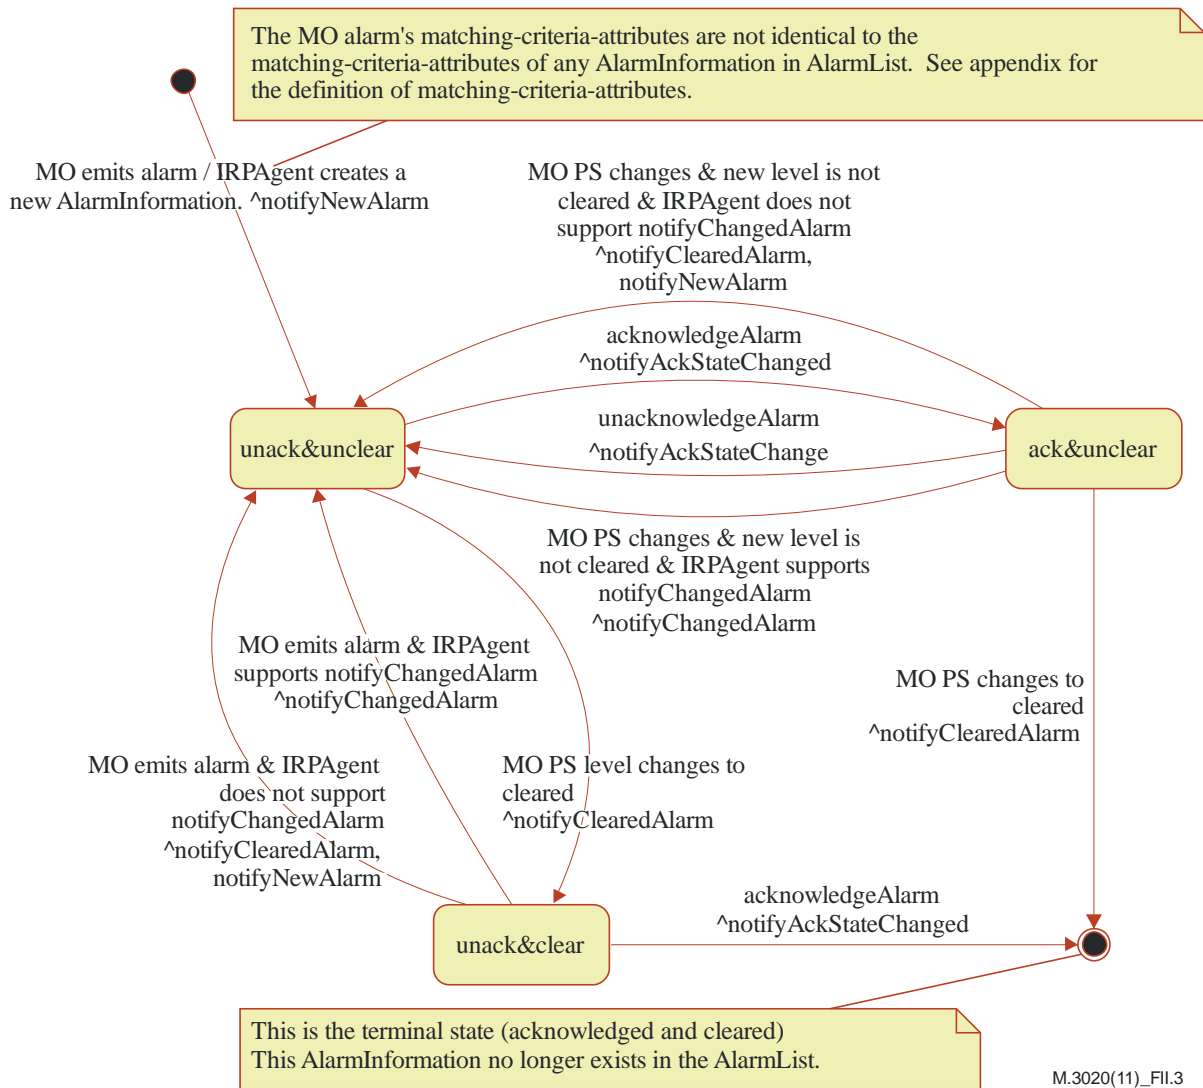 The MO alarm's matching-criteria-attributes are not identical to the
matching-criteria-attributes of any AlarmInformation in AlarmList.  See appendix for
the definition of matching-criteria-attributes.
MO emits alarm / IRPAgent creates a
new AlarmInformation. ^notifyNewAlarm
MO PS changes & new level is not
cleared & IRPAgent does not
support notifyChangedAlarm
^notifyClearedAlarm,
notifyNewAlarm
acknowledgeAlarm
^notifyAckStateChanged
unack&unclear
unacknowledgeAlarm
^notifyAckStateChange
ack&unclear
MO PS changes & new level is
not cleared & IRPAgent supports
notifyChangedAlarm
^notifyChangedAlarm
MO emits alarm & IRPAgent
supports notifyChangedAlarm
^notifyChangedAlarm
MO PS changes to
cleared
^notifyClearedAlarm
MO emits alarm & IRPAgent
does not support
notifyChangedAlarm
^notifyClearedAlarm,
notifyNewAlarm
MO PS level changes to
cleared
^notifyClearedAlarm
unack&clear
acknowledgeAlarm
^notifyAckStateChanged
This is the terminal state (acknowledged and cleared)
This AlarmInformation no longer exists in the AlarmList.
M.3020(11)_FII.3